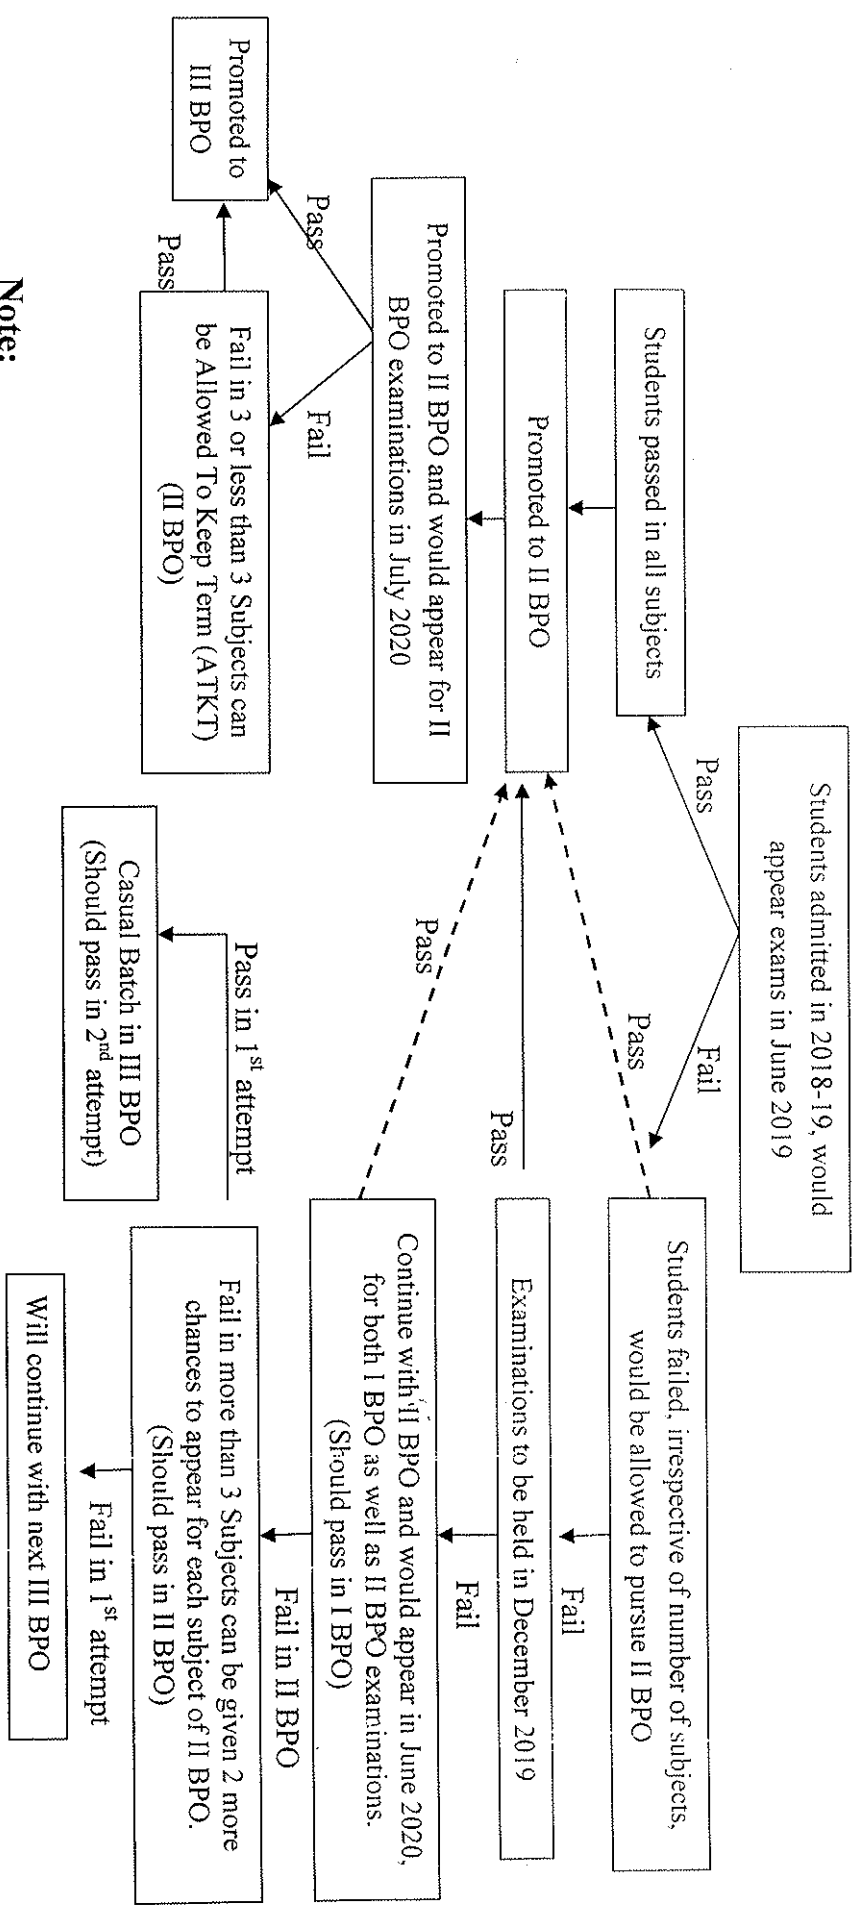 Students admitted in 2018-19, would
appear exams in June 2019
Pass
Fail
Students passed in all subjects
Students failed, irrespective of number of subjects,
would be allowed to pursue II BPO
Pass
Fail
Promoted to II BPO
Pass
Examinations to be held in December 2019
Fail
Promoted to II BPO and would appear for II
BPO examinations in July 2020
Pass
Continue with II BPO and would appear in June 2020,
for both I BPO as well as II BPO examinations.
(Should pass in I BPO)
Pass
Fail
Fail in II BPO
Promoted to
III BPO
Pass
Fail in 3 or less than 3 Subjects can
be Allowed To Keep Term (ATKT)
(II BPO)
Pass in 1st attempt
Fail in more than 3 Subjects can be given 2 more
chances to appear for each subject of II BPO.
(Should pass in II BPO)
Casual Batch in III BPO
(Should pass in 2nd attempt)
Fail in 1st attempt
Will continue with next III BPO
Note: